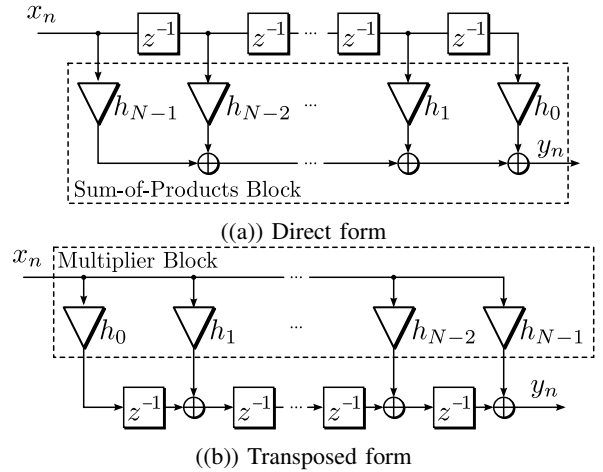 x_n z^{-1} z^{-1} ... z^{-1} z^{-1}
h_{N-1} h_{N-2} ... h_1 h_0
... y_n
Sum-of-Products Block
((a)) Direct form
x_n Multiplier Block ...
h_0 h_1 ... h_{N-2} h_{N-1}
z^{-1} z^{-1} ... z^{-1} z^{-1} y_n
((b)) Transposed form